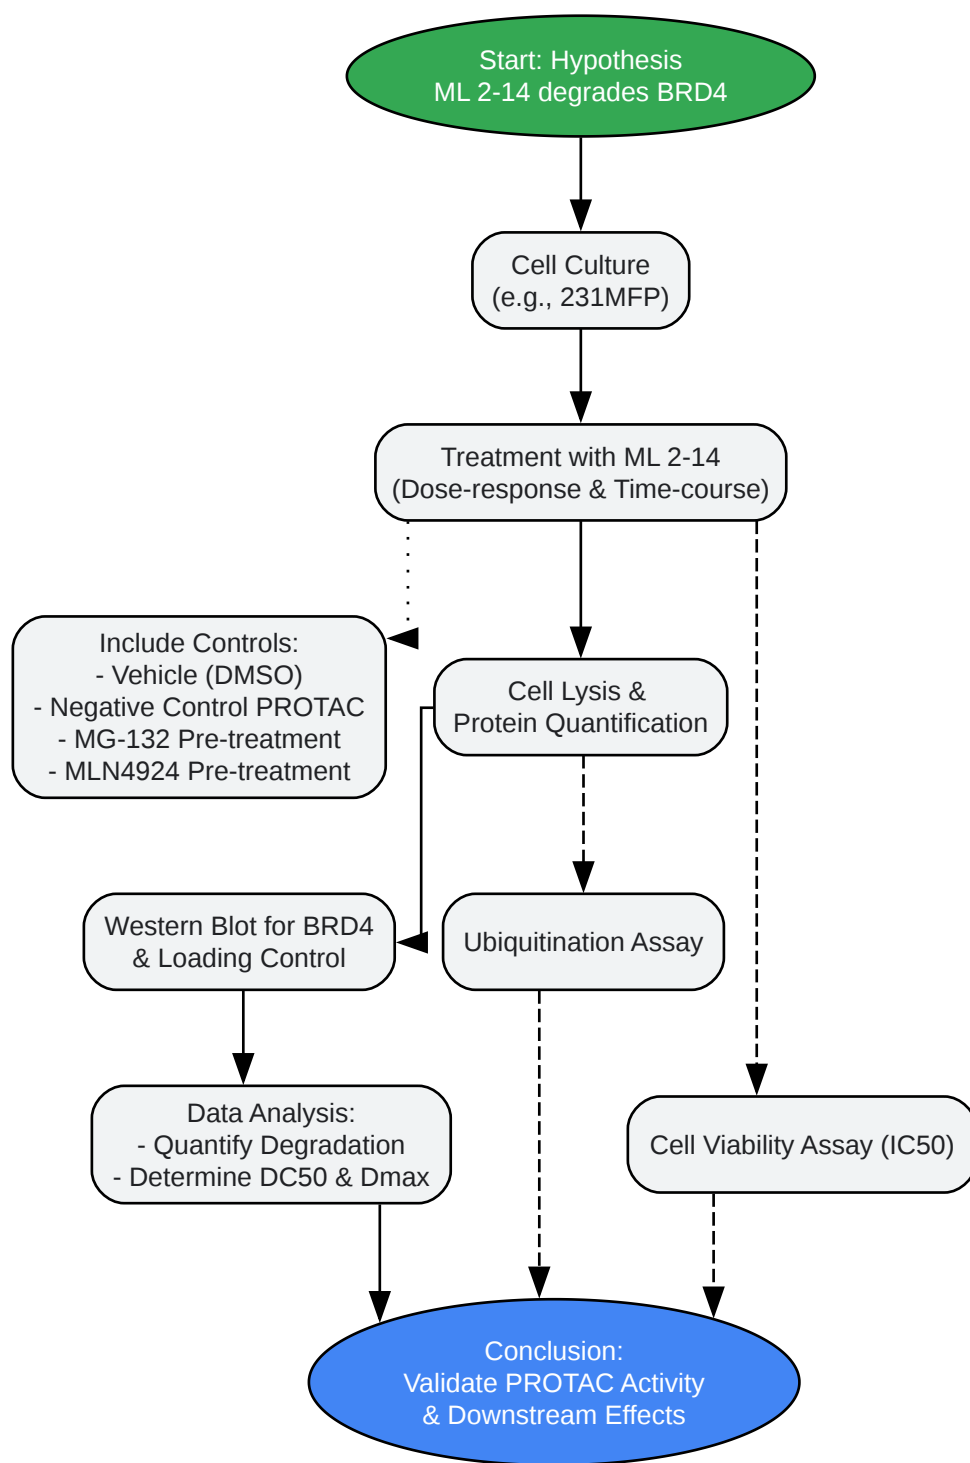 Start: Hypothesis
ML 2-14 degrades BRD4
Cell Culture
(e.g., 231MFP)
Treatment with ML 2-14
(Dose-response & Time-course)
Include Controls:
- Vehicle (DMSO)
- Negative Control PROTAC
- MG-132 Pre-treatment
- MLN4924 Pre-treatment
Cell Lysis &
Protein Quantification
Western Blot for BRD4
& Loading Control
Ubiquitination Assay
Data Analysis:
- Quantify Degradation
- Determine DC50 & Dmax
Cell Viability Assay (IC50)
Conclusion:
Validate PROTAC Activity
& Downstream Effects